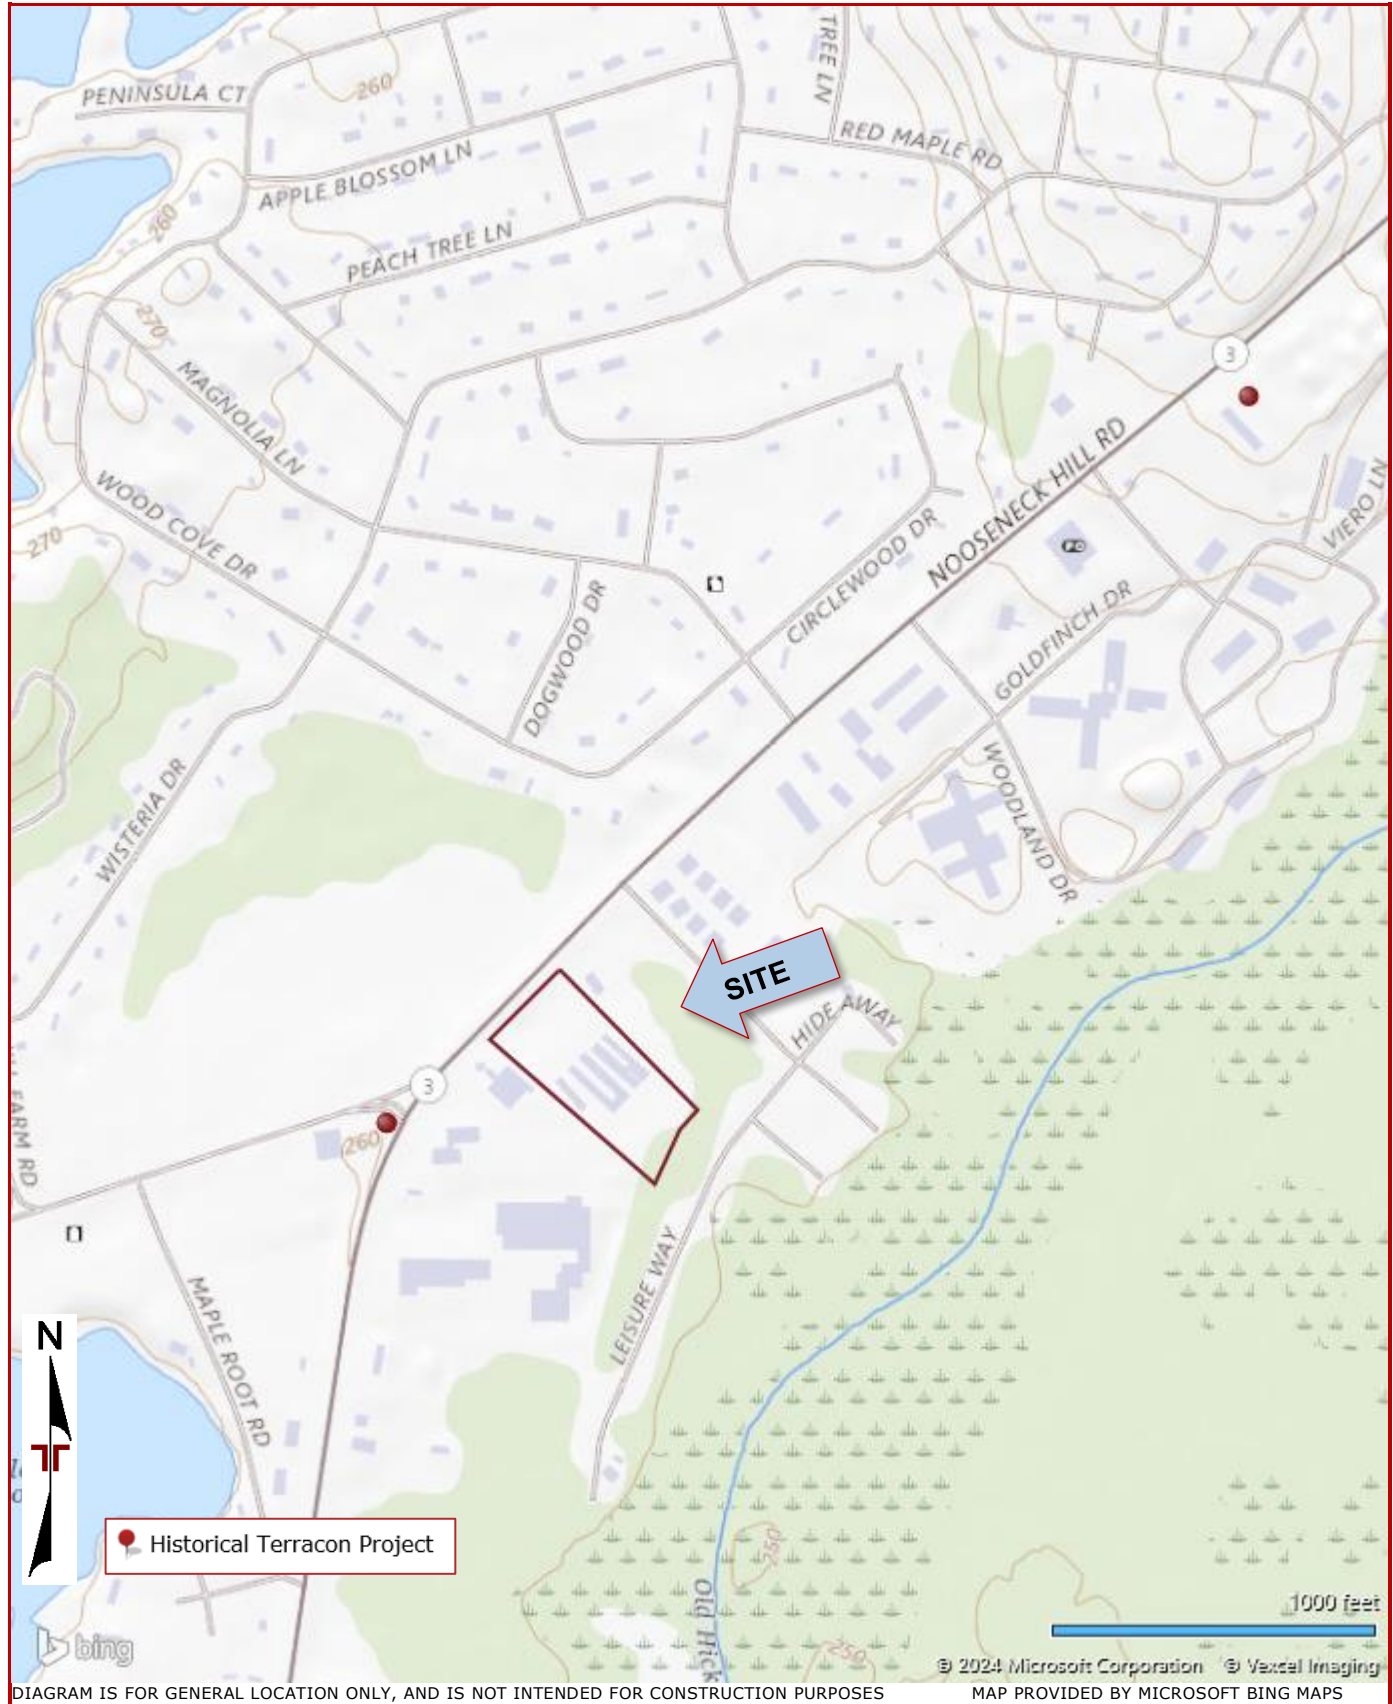 PENINSULA CT
260
TREE LN
RED MAPLE RD
APPLE BLOSSOM LN
260
PEACH TREE LN
270
3
MAGNOLIA LN
NOOSENECK HILL RD
WOOD COVE DR
270
VIERO LN
CIRCLEWOOD DR
DOGWOOD DR
GOLDFINCH DR
WISTERIA DR
WOODLAND DR
SITE
HIDE AWAY
3
FARM RD
260
LEISURE WAY
MAPLE ROOT RD
N
Historical Terracon Project
250
Old Hick
250
1000 feet
bing
© 2024 Microsoft Corporation © Vexcel Imaging
DIAGRAM IS FOR GENERAL LOCATION ONLY, AND IS NOT INTENDED FOR CONSTRUCTION PURPOSES
MAP PROVIDED BY MICROSOFT BING MAPS